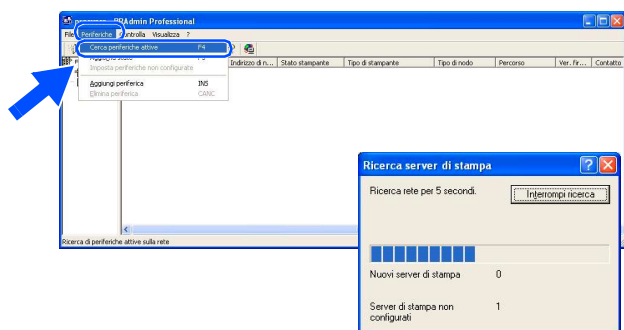 BRAdmin Professional
File Periferiche Controlla Visualizza ?
Cerca periferiche attive F4
Aggiorna stato F5
Imposta periferiche non configurate
Aggiungi periferica INS
Elimina periferica CANC
Indirizzo di n... Stato stampante Tipo di stampante Tipo di nodo Percorso Ver. fir... Contatto
Ricerca di periferiche attive sulla rete
Ricerca server di stampa
Ricerca rete per 5 secondi.
Interrompi ricerca
Nuovi server di stampa 0
Server di stampa non
configurati 1